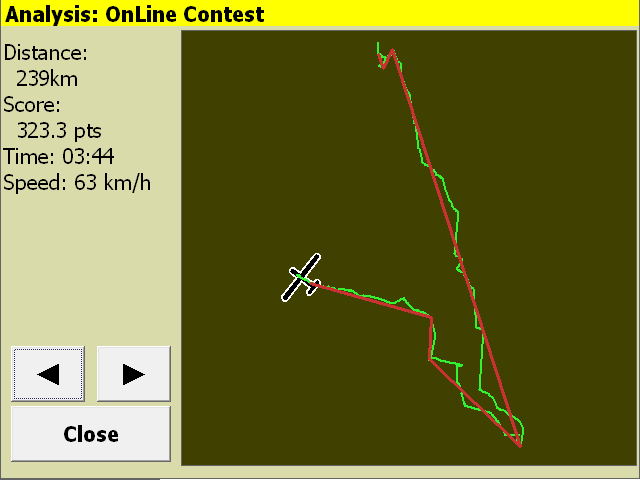 Analysis: OnLine Contest
Distance:
239km
Score:
323.3 pts
Time: 03:44
Speed: 63 km/h
Close